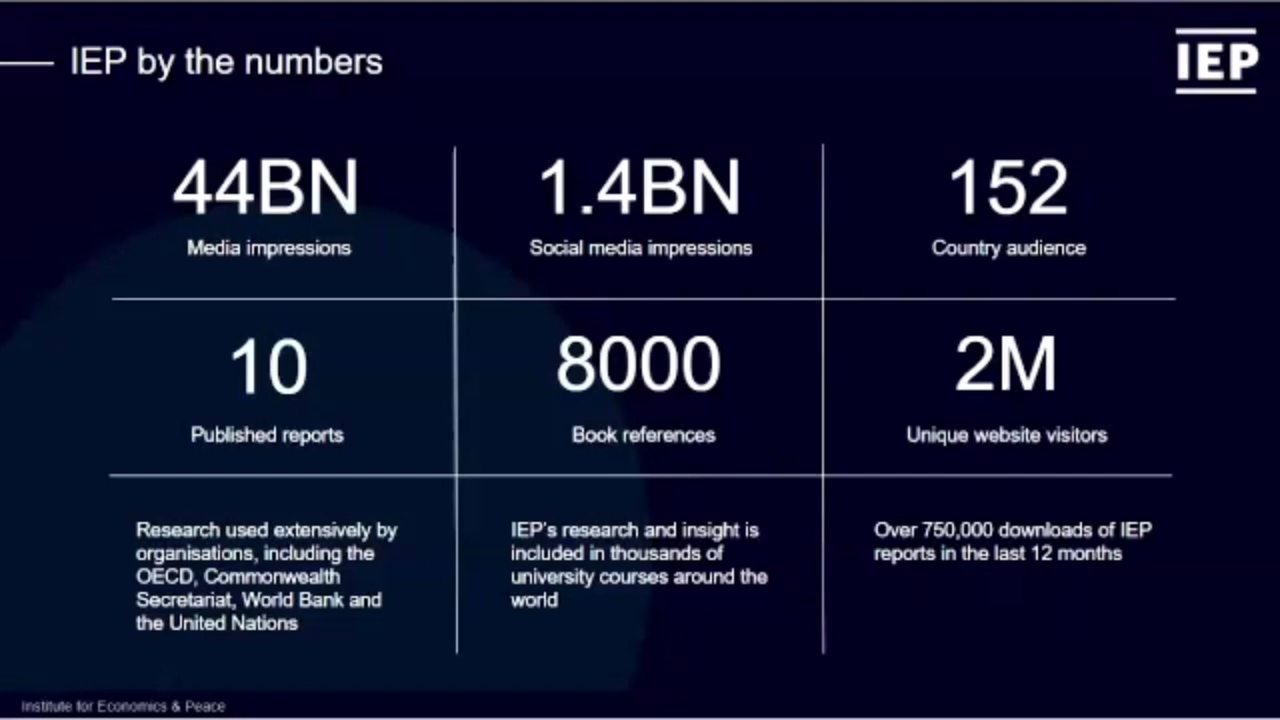 IEP by the numbers
IEP
44BN
Media impressions
1.4BN
Social media impressions
152
Country audience
10
Published reports
8000
Book references
2M
Unique website visitors
Research used extensively by
organisations, including the
OECD, Commonwealth
Secretariat, World Bank and
the United Nations
IEP's research and insight is
included in thousands of
university courses around the
world
Over 750,000 downloads of IEP
reports in the last 12 months
Institute for Economics & Peace